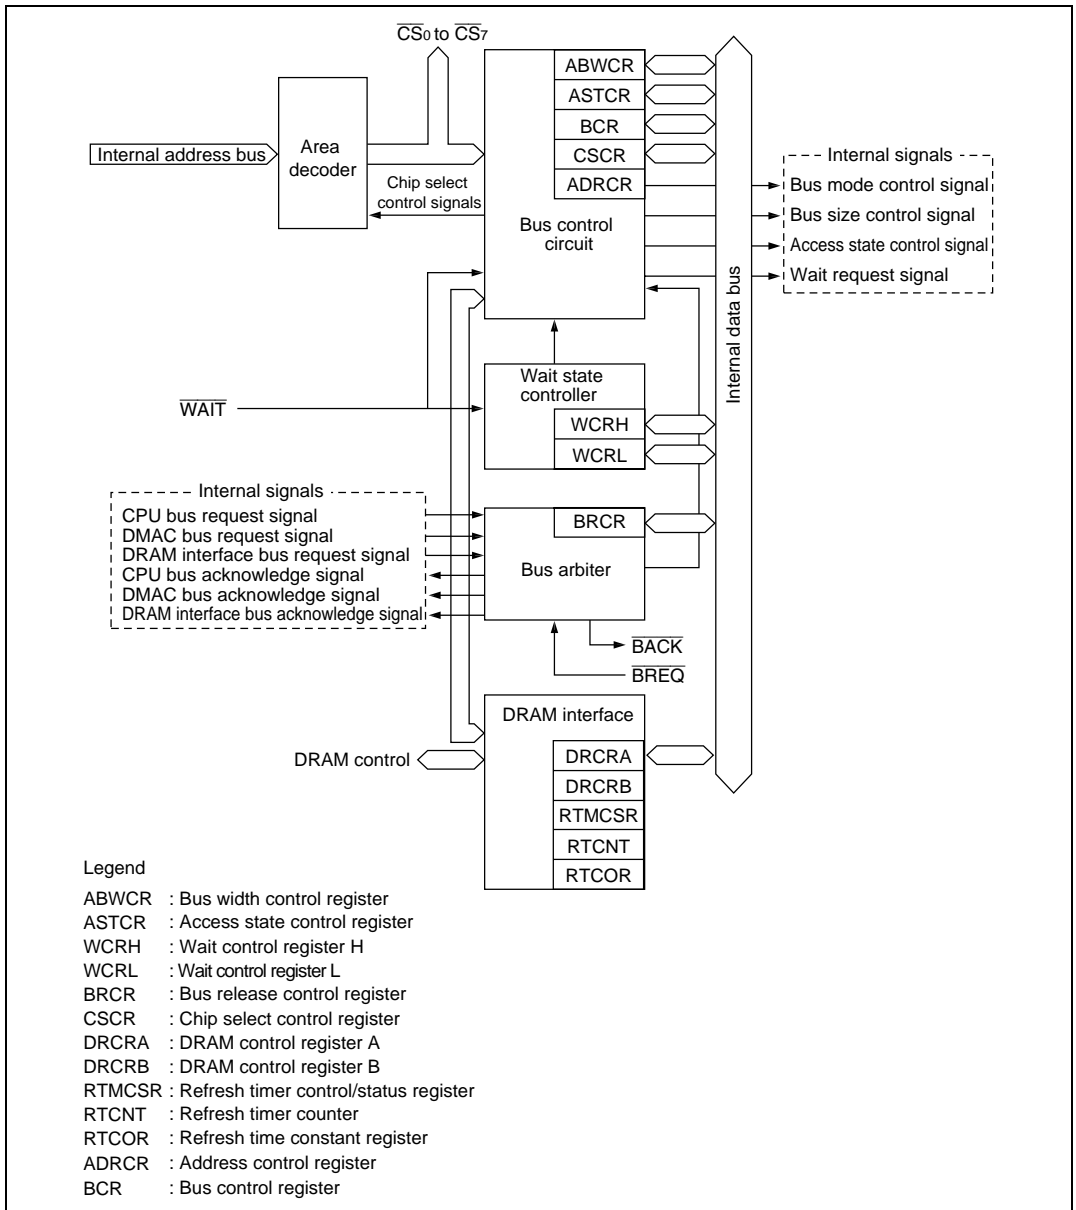 CS0 to CS7
Internal address bus
Area
decoder
Chip select
control signals
ABWCR
ASTCR
BCR
CSCR
ADRCR
Bus control
circuit
Internal data bus
Internal signals
Bus mode control signal
Bus size control signal
Access state control signal
Wait request signal
WAIT
Wait state
controller
WCRH
WCRL
Internal signals
CPU bus request signal
DMAC bus request signal
DRAM interface bus request signal
CPU bus acknowledge signal
DMAC bus acknowledge signal
DRAM interface bus acknowledge signal
BRCR
Bus arbiter
BACK
BREQ
DRAM interface
DRAM control
DRCRA
DRCRB
RTMCSR
RTCNT
RTCOR
Legend
ABWCR : Bus width control register
ASTCR : Access state control register
WCRH : Wait control register H
WCRL : Wait control register L
BRCR : Bus release control register
CSCR : Chip select control register
DRCRA : DRAM control register A
DRCRB : DRAM control register B
RTMCSR : Refresh timer control/status register
RTCNT : Refresh timer counter
RTCOR : Refresh time constant register
ADRCR : Address control register
BCR : Bus control register